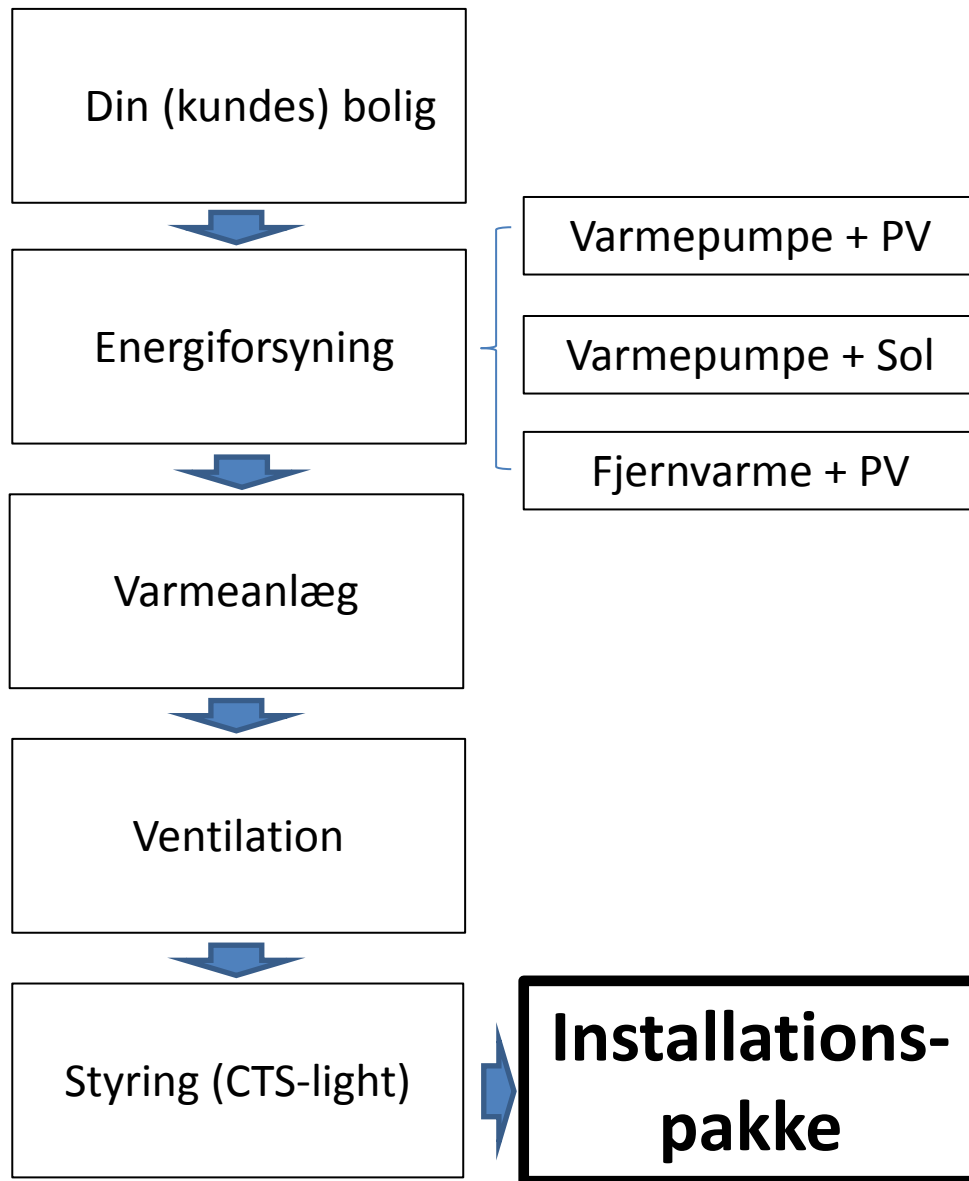 Din (kundes) bolig
Energiforsyning
Varmepumpe + PV
Varmepumpe + Sol
Fjernvarme + PV
Varmeanlæg
Ventilation
Styring (CTS-light)
Installations-
pakke